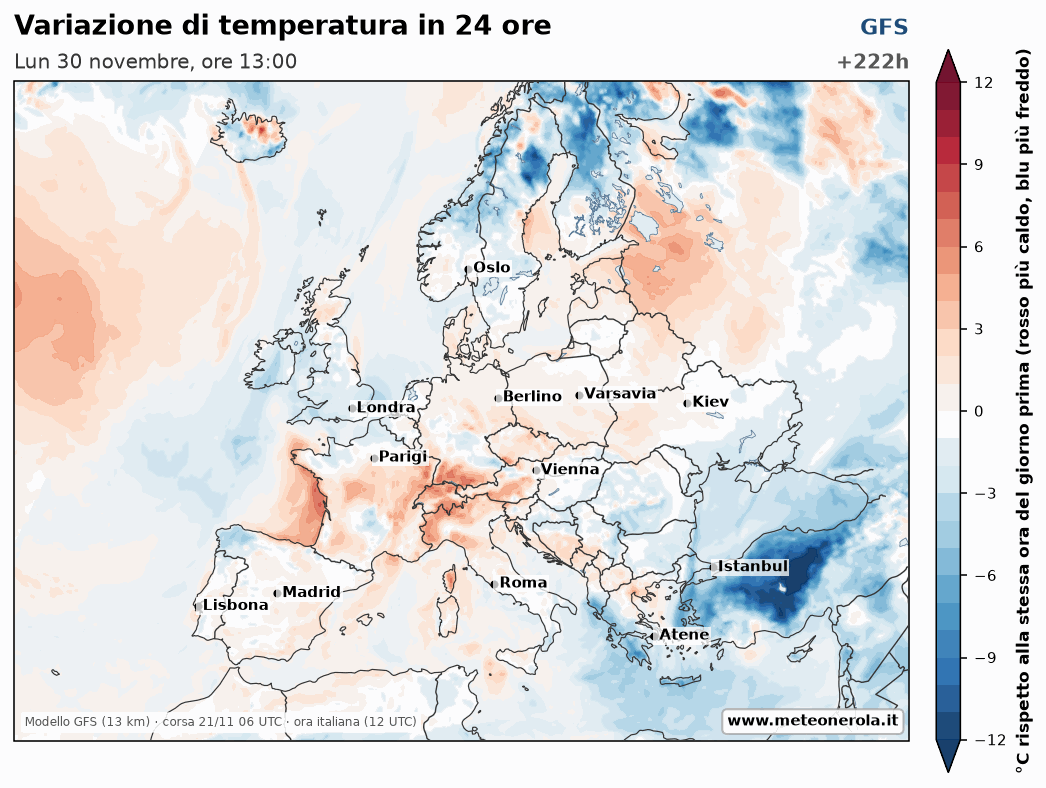 Variazione di temperatura in 24 ore
GFS
Lun 30 novembre, ore 13:00
+222h
Oslo
Berlino
Varsavia
Kiev
Londra
Parigi
Vienna
Istanbul
Roma
Madrid
Lisbona
Atene
Modello GFS (13 km) · corsa 21/11 06 UTC · ora italiana (12 UTC)
www.meteonerola.it
12
9
6
3
0
−3
−6
−9
−12
°C rispetto alla stessa ora del giorno prima (rosso più caldo, blu più freddo)